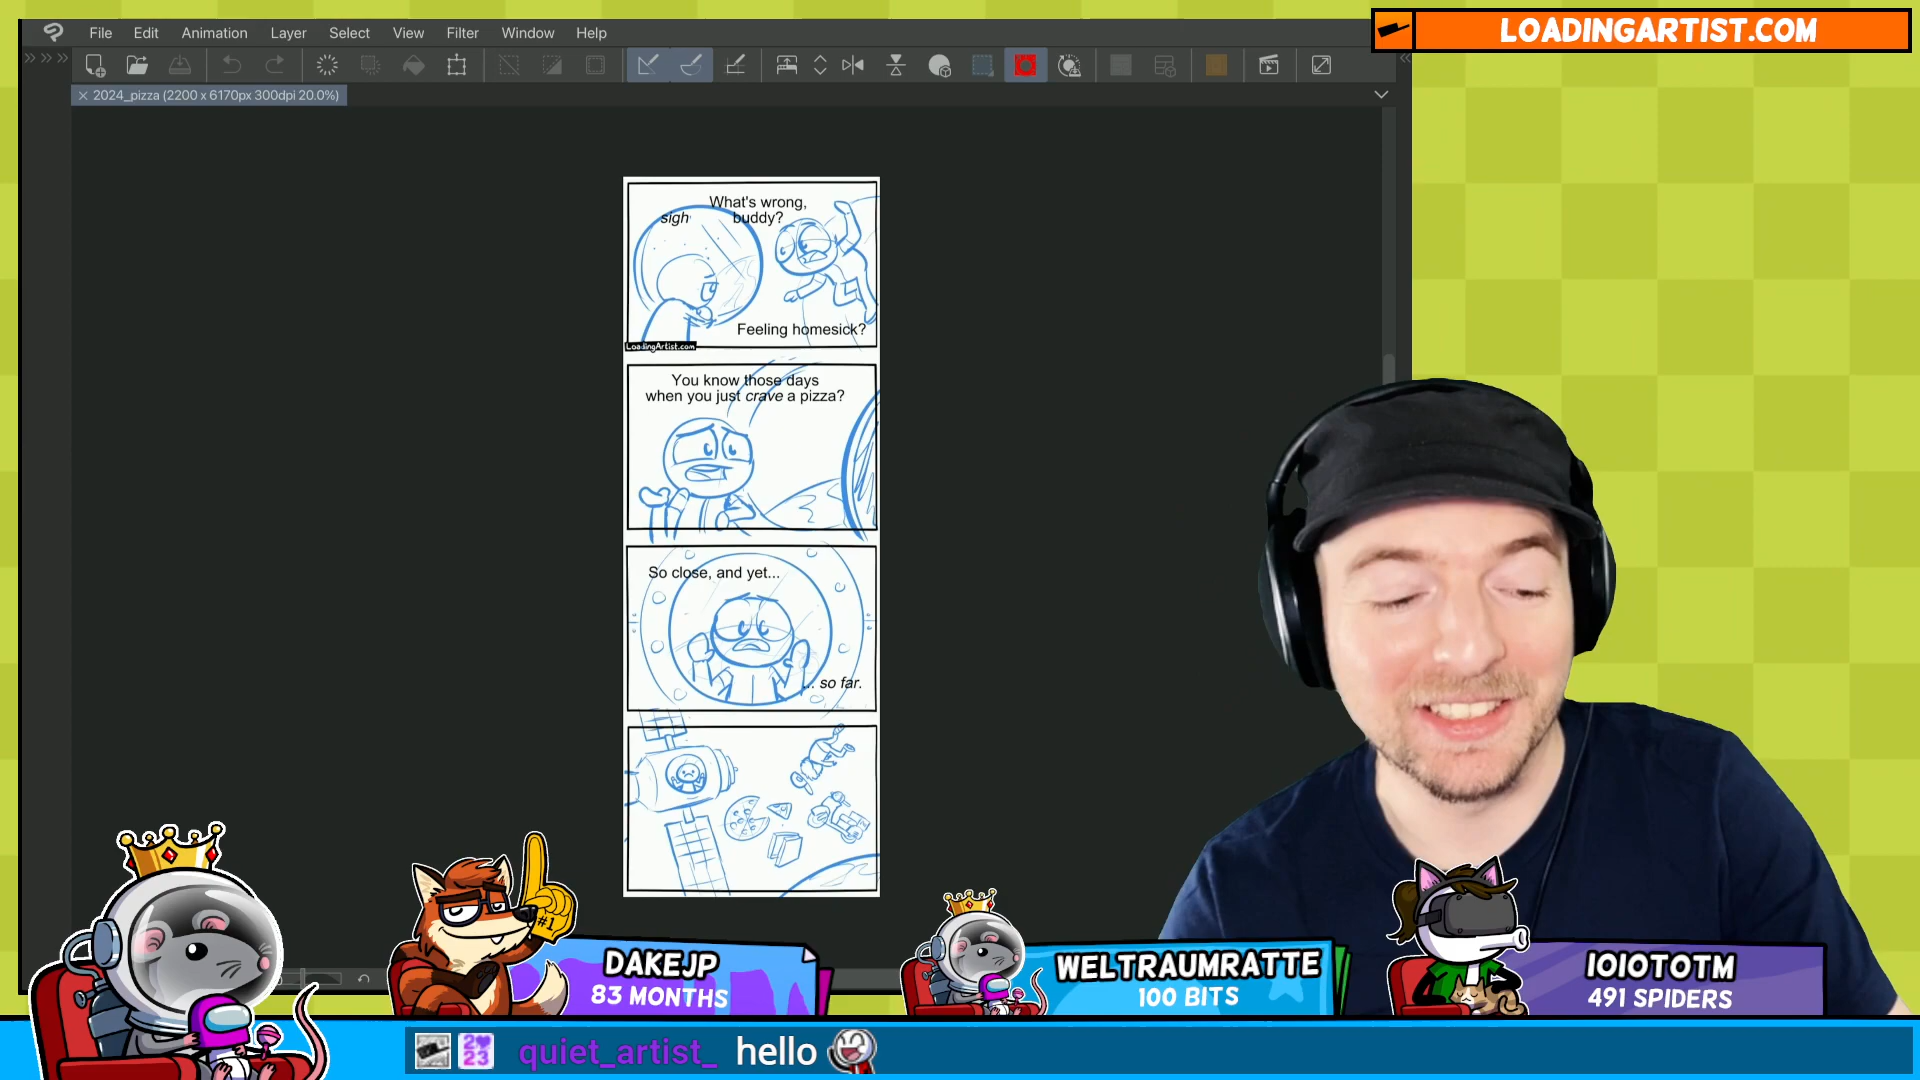 LOADINGARTIST.COM
File Edit Animation Layer Select View Filter Window Help
2024_pizza (2200 x 6170px 300dpi 20.0%)
What's wrong,
buddy?
sigh
Feeling homesick?
LoadingArtist.com
You know those days
when you just crave a pizza?
So close, and yet...
... so far.
#1
DAKEJP
83 MONTHS
WELTRAUMRATTE
100 BITS
IOIOTOTM
491 SPIDERS
2023
quiet_artist_ hello